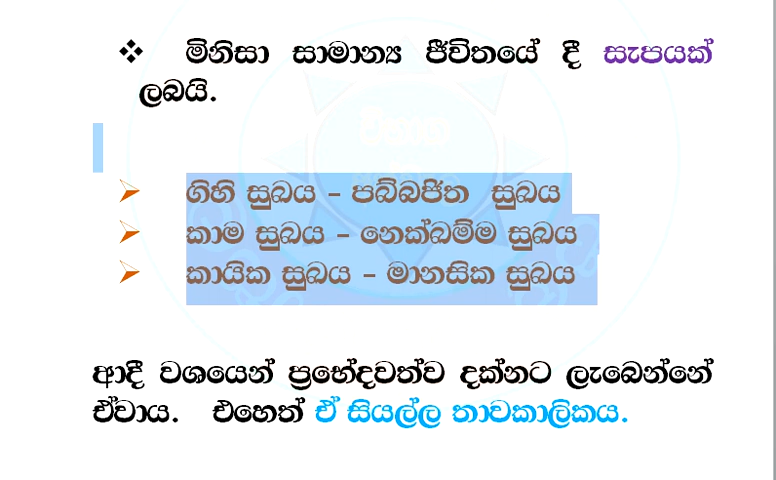 ❖ මිනිසා සාමාන්‍ය ජීවිතයේ දී සැපයක්
ලබයි.
➢ ගිහි සුඛය – පබ්බජිත සුඛය
➢ කාම සුඛය – නෙක්ඛම්ම සුඛය
➢ කායික සුඛය – මානසික සුඛය
ආදී වශයෙන් ප්‍රභේදවත්ව දක්නට ලැබෙන්නේ
ඒවාය. එහෙත් ඒ සියල්ල තාවකාලිකය.